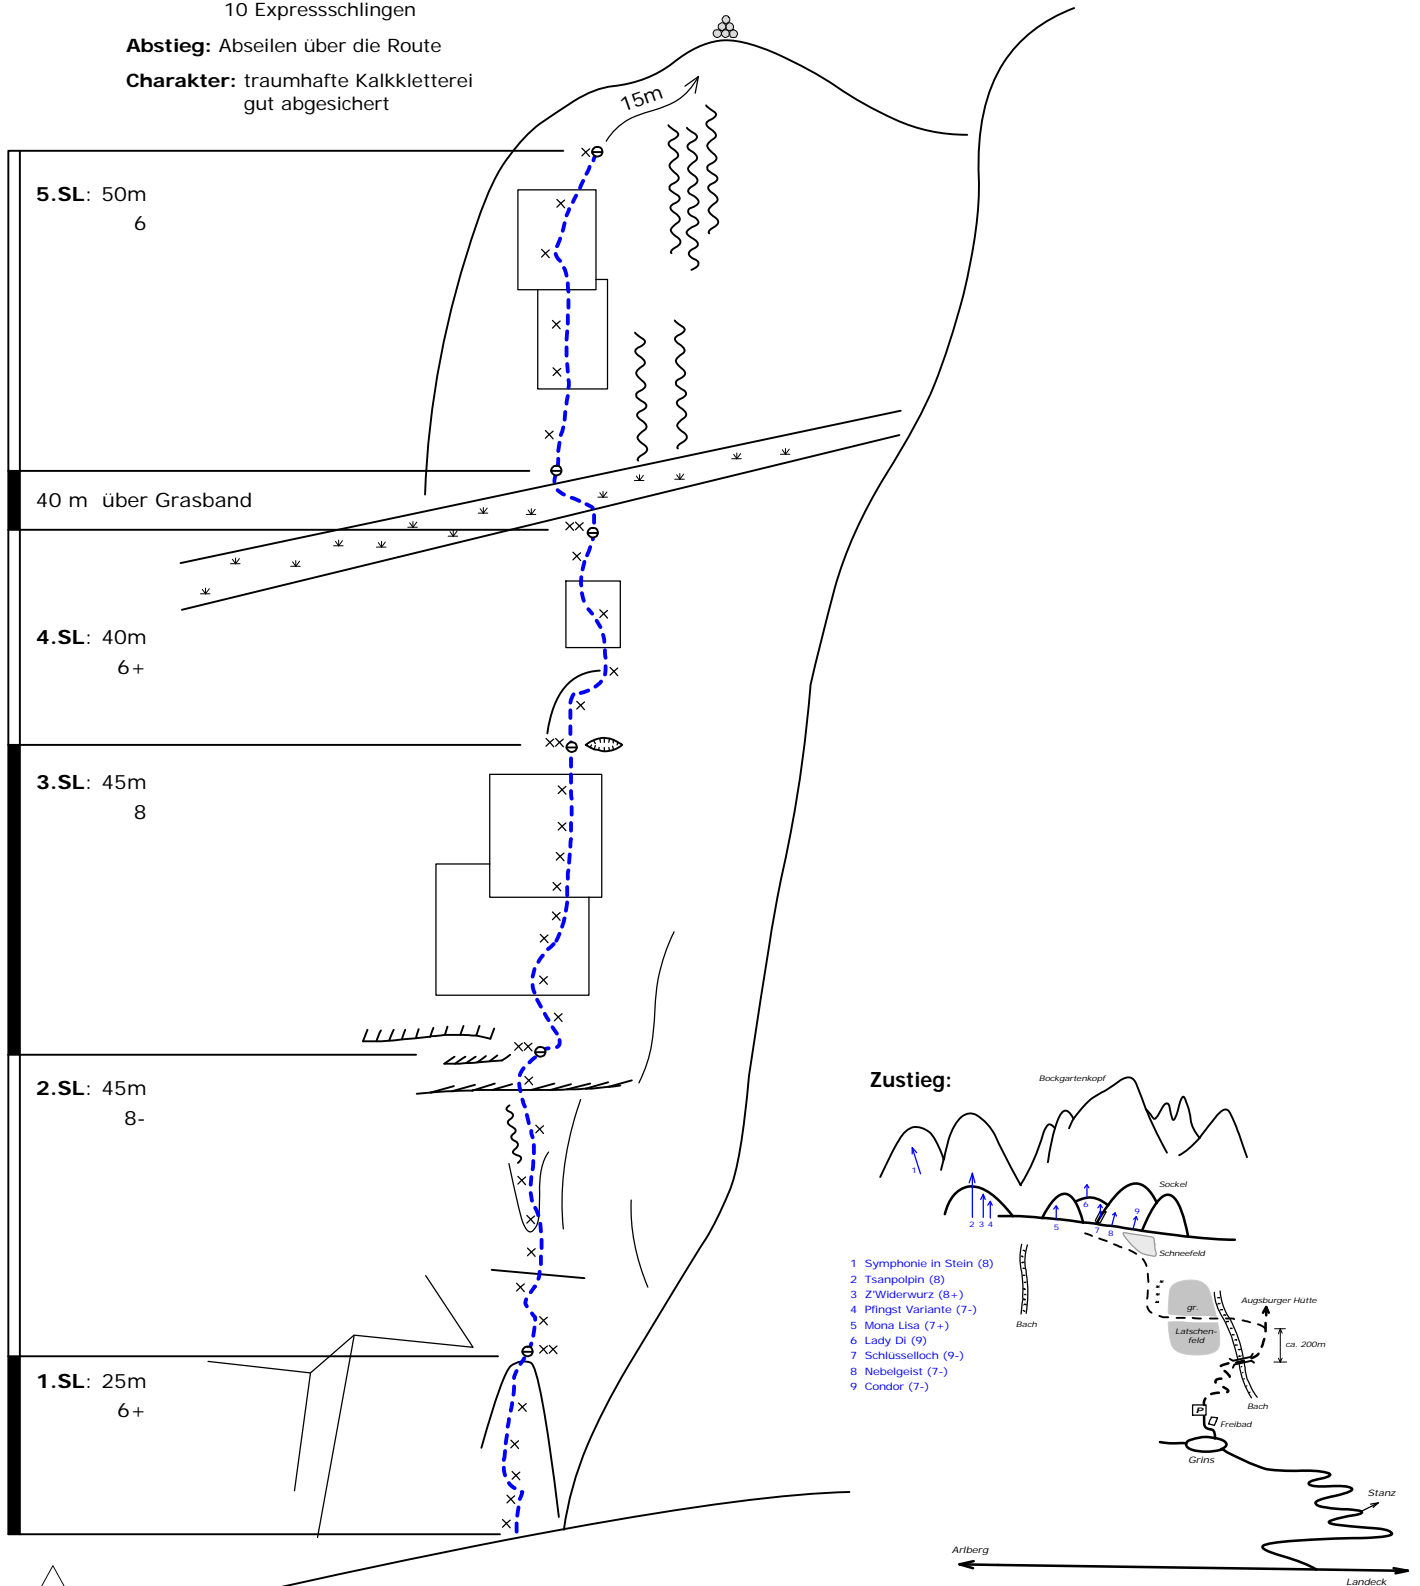 10 Expressschlingen
Abstieg: Abseilen über die Route
Charakter: traumhafte Kalkkletterei
gut abgesichert
15m
5.SL: 50m
6
40 m über Grasband
4.SL: 40m
6+
3.SL: 45m
8
2.SL: 45m
8-
1.SL: 25m
6+
Zustieg:
Bockgartenkopf
1
Sockel
2 3 4
5
6
7
8
9
Schneefeld
1 Symphonie in Stein (8)
2 Tsanpolpin (8)
3 Z'Widerwurz (8+)
4 Pfingst Variante (7-)
5 Mona Lisa (7+)
6 Lady Di (9)
7 Schlüsselloch (9-)
8 Nebelgeist (7-)
9 Condor (7-)
Bach
gr.
Latschen-
feld
Augsburger Hütte
ca. 200m
Bach
P
Freibad
Grins
Stanz
Arlberg
Landeck